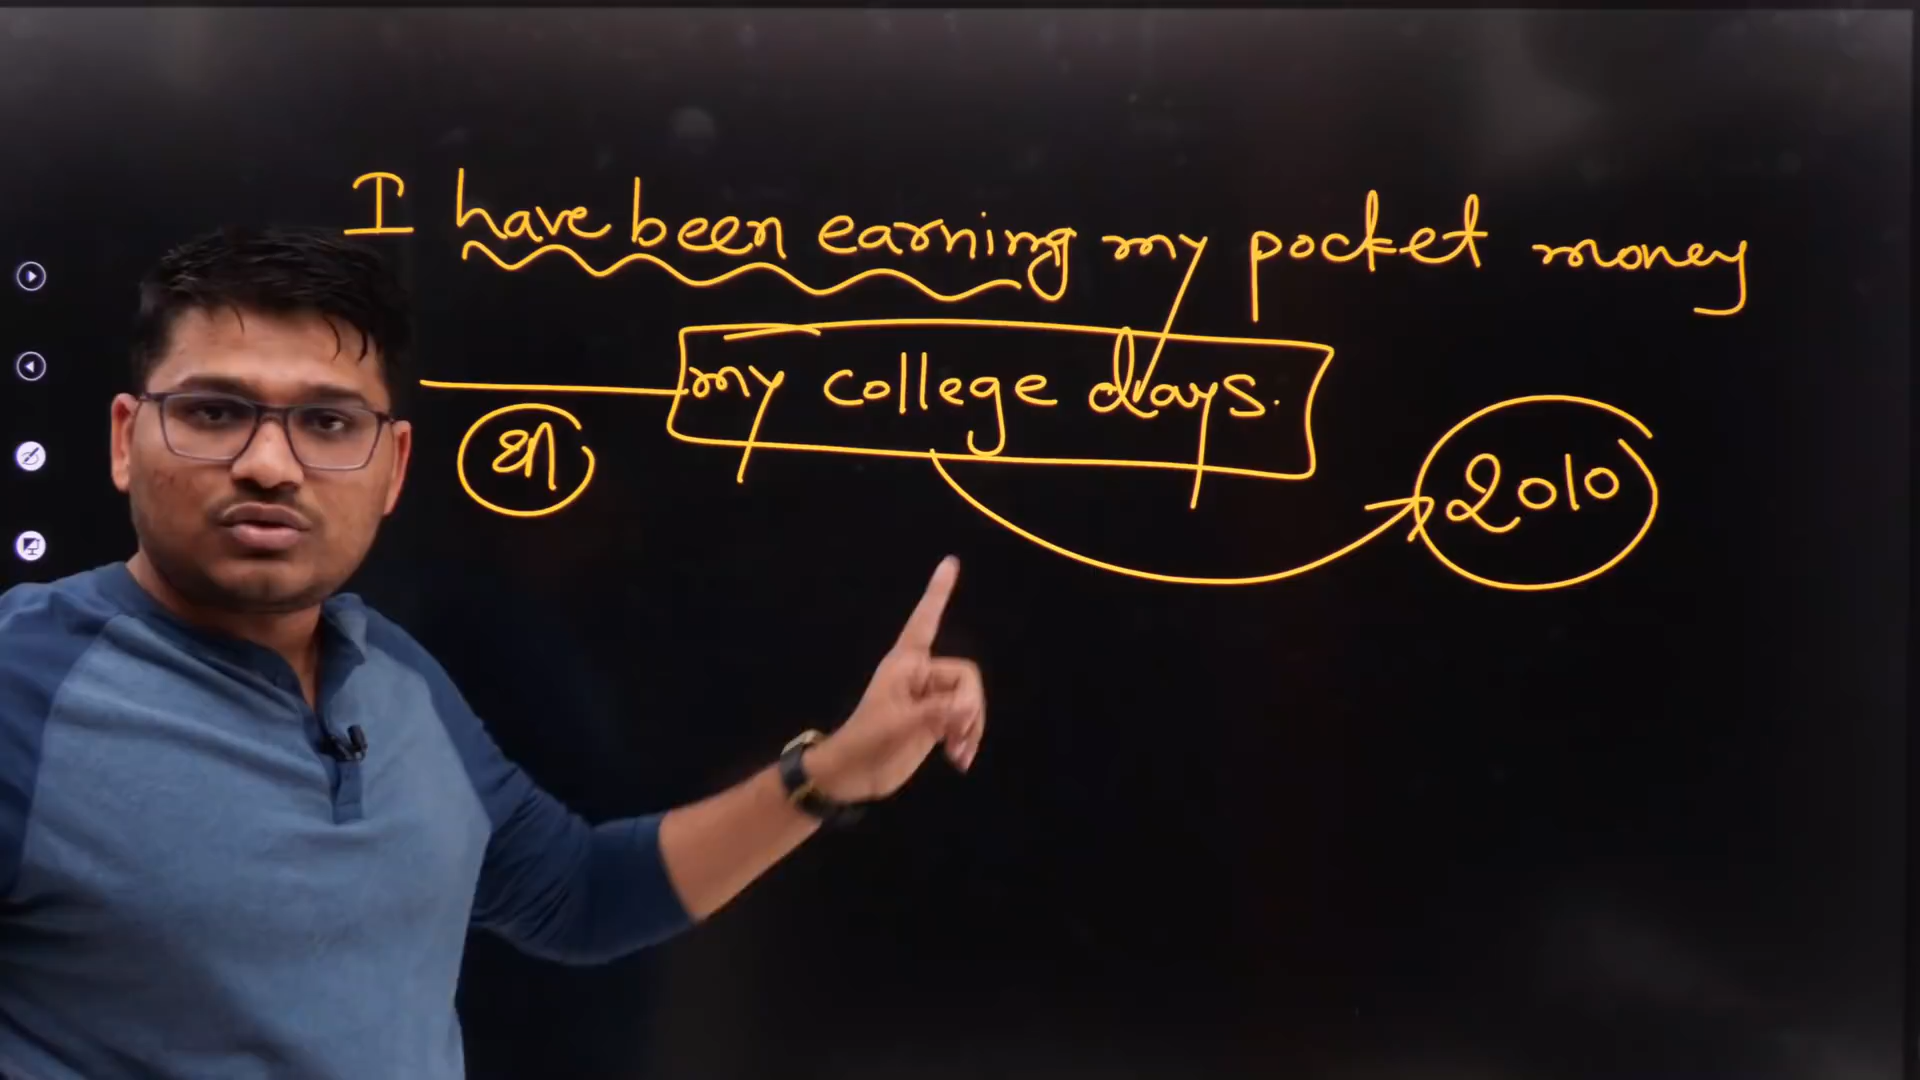 I have been earning my pocket money
my college days.
थी
2010